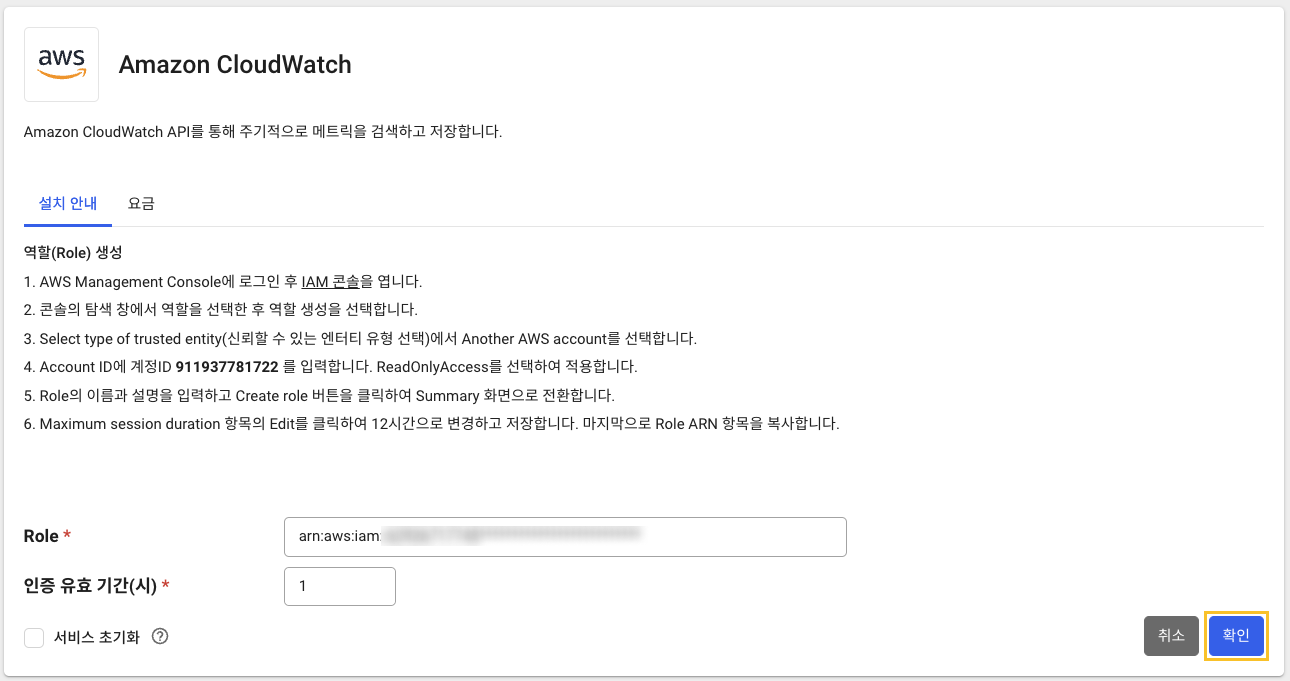 aws
Amazon CloudWatch
Amazon CloudWatch API를 통해 주기적으로 메트릭을 검색하고 저장합니다.
설치 안내 요금
역할(Role) 생성
1. AWS Management Console에 로그인 후 IAM 콘솔을 엽니다.
2. 콘솔의 탐색 창에서 역할을 선택한 후 역할 생성을 선택합니다.
3. Select type of trusted entity(신뢰할 수 있는 엔터티 유형 선택)에서 Another AWS account를 선택합니다.
4. Account ID에 계정ID 911937781722 를 입력합니다. ReadOnlyAccess를 선택하여 적용합니다.
5. Role의 이름과 설명을 입력하고 Create role 버튼을 클릭하여 Summary 화면으로 전환합니다.
6. Maximum session duration 항목의 Edit를 클릭하여 12시간으로 변경하고 저장합니다. 마지막으로 Role ARN 항목을 복사합니다.
Role * arn:aws:iam:
인증 유효 기간(시) * 1
서비스 초기화 ? 취소 확인